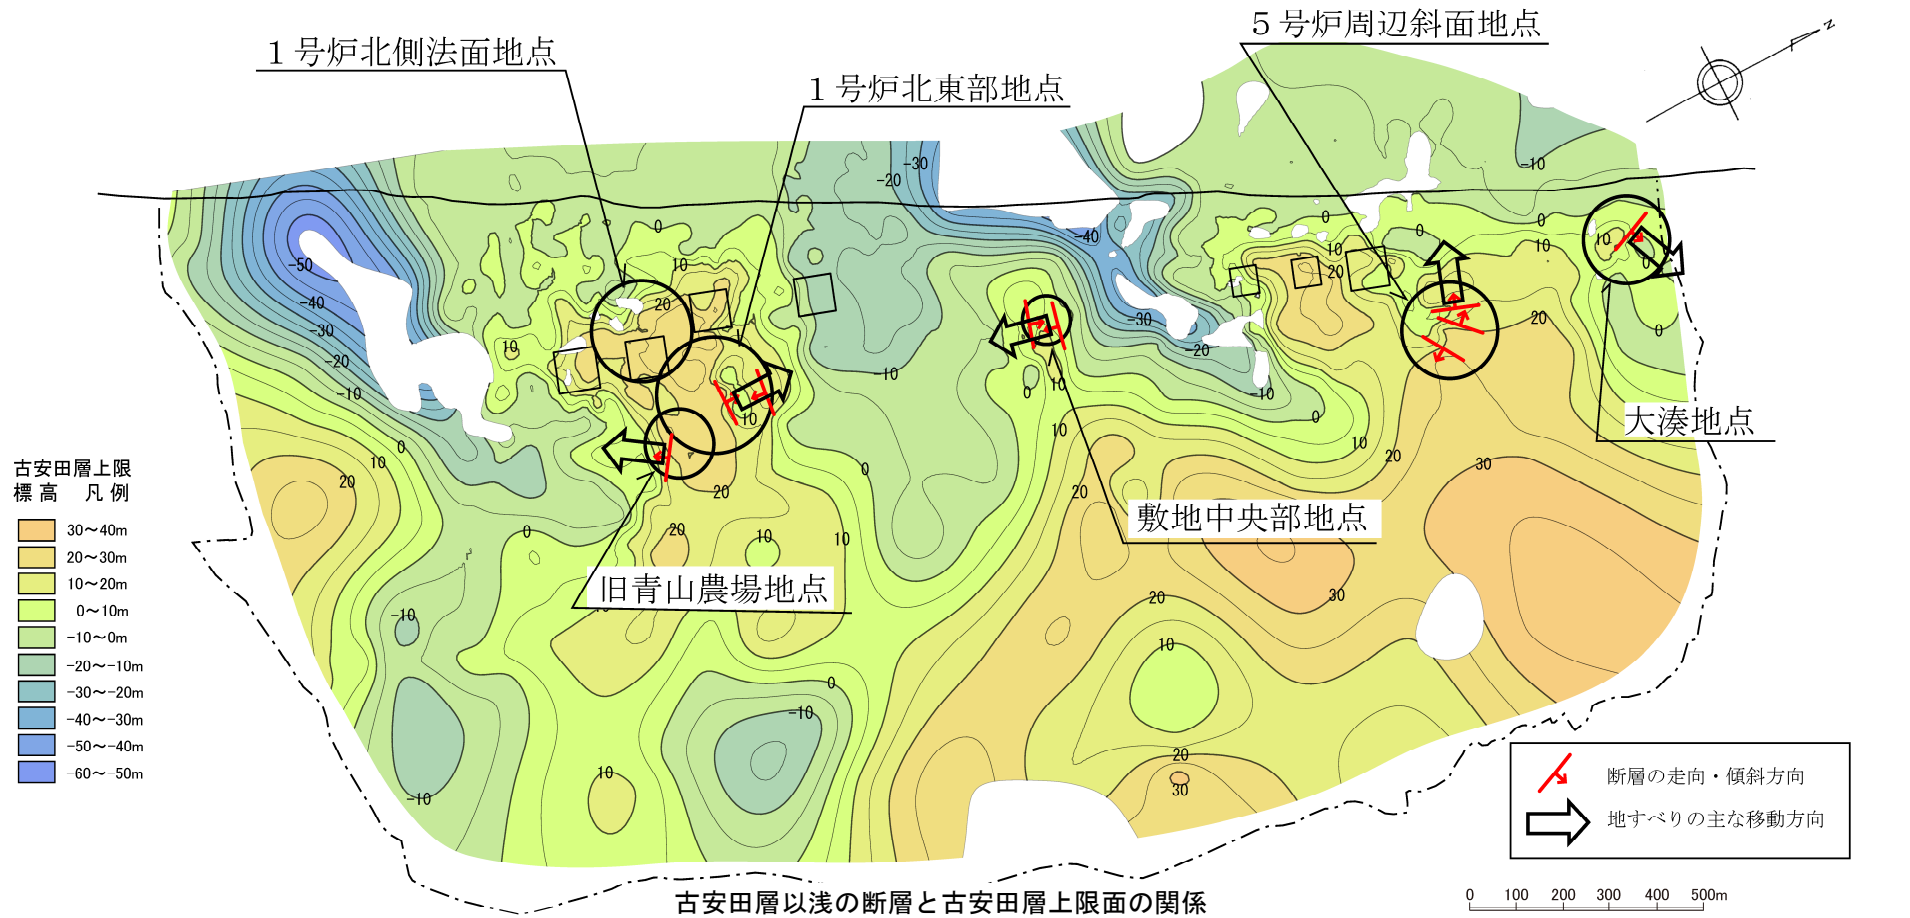 ５号炉周辺斜面地点
１号炉北側法面地点
１号炉北東部地点
N
-30
-20
-10
0
0
0
0
-40
10
10
10
0
-50
10
20
20
-40
-30
20
-30
0
10
-20
-20
-10
-10
10
0
-10
10
0
大湊地点
10
10
0
20
古安田層上限
標高　凡例
10
0
30
20
20
20
30～40m
20～30m
10～20m
0～10m
-10～0m
-20～-10m
-30～-20m
-40～-30m
-50～-40m
-60～-50m
敷地中央部地点
0
20
10
10
旧青山農場地点
30
20
-10
10
0
-10
20
10
30
-10
断層の走向・傾斜方向
地すべりの主な移動方向
古安田層以浅の断層と古安田層上限面の関係
0 100 200 300 400 500m